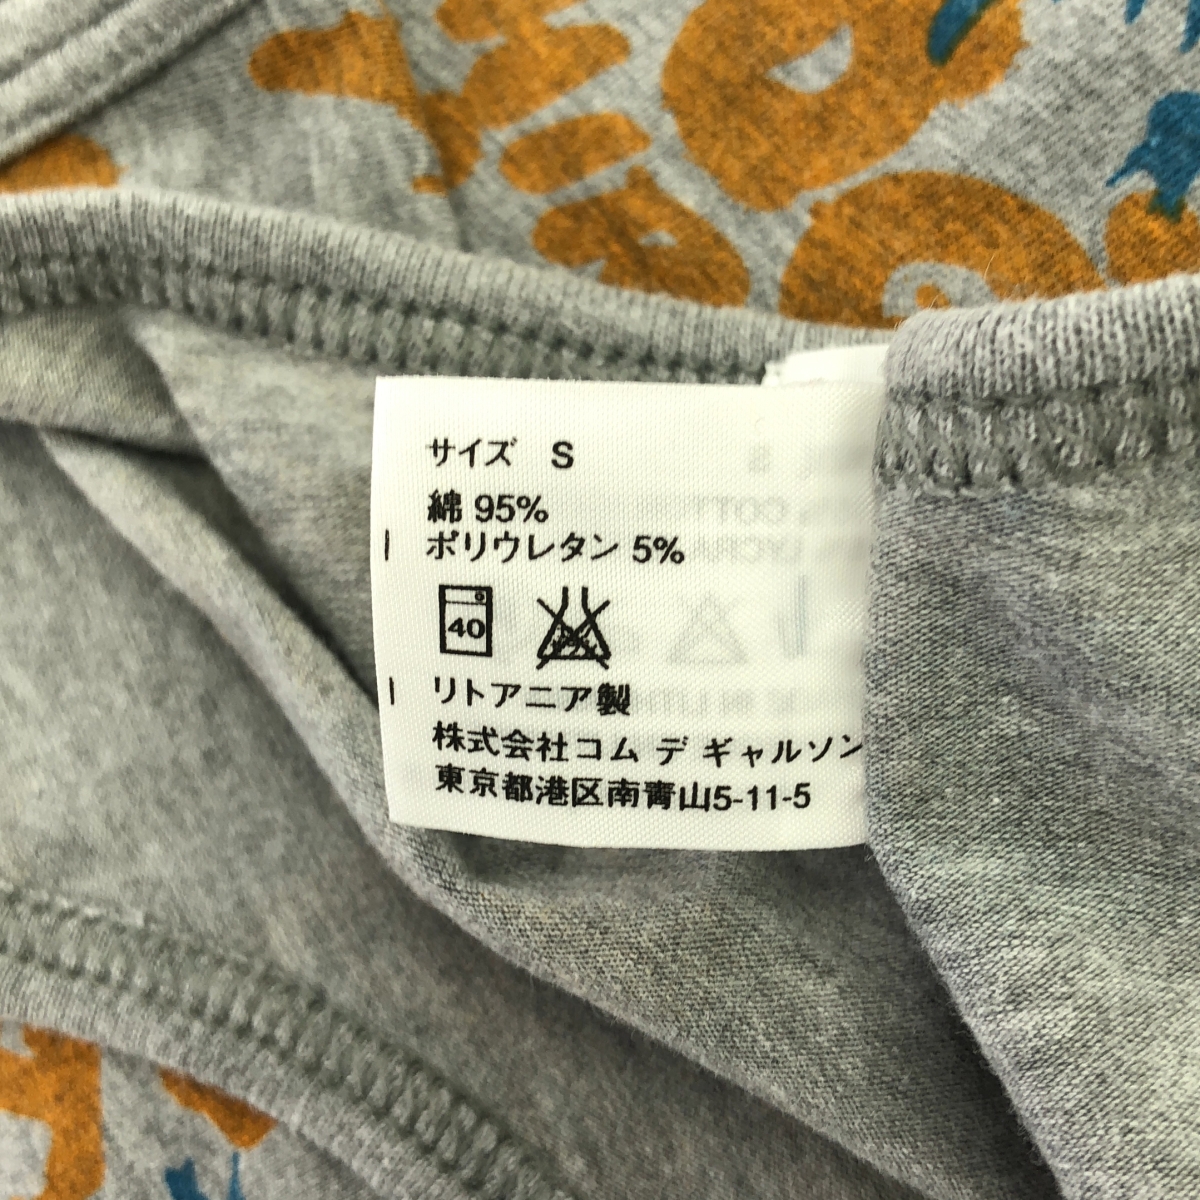 サイズ S
綿 95%
ポリウレタン 5%
40
リトアニア製
株式会社コム デ ギャルソン
東京都港区南青山5-11-5